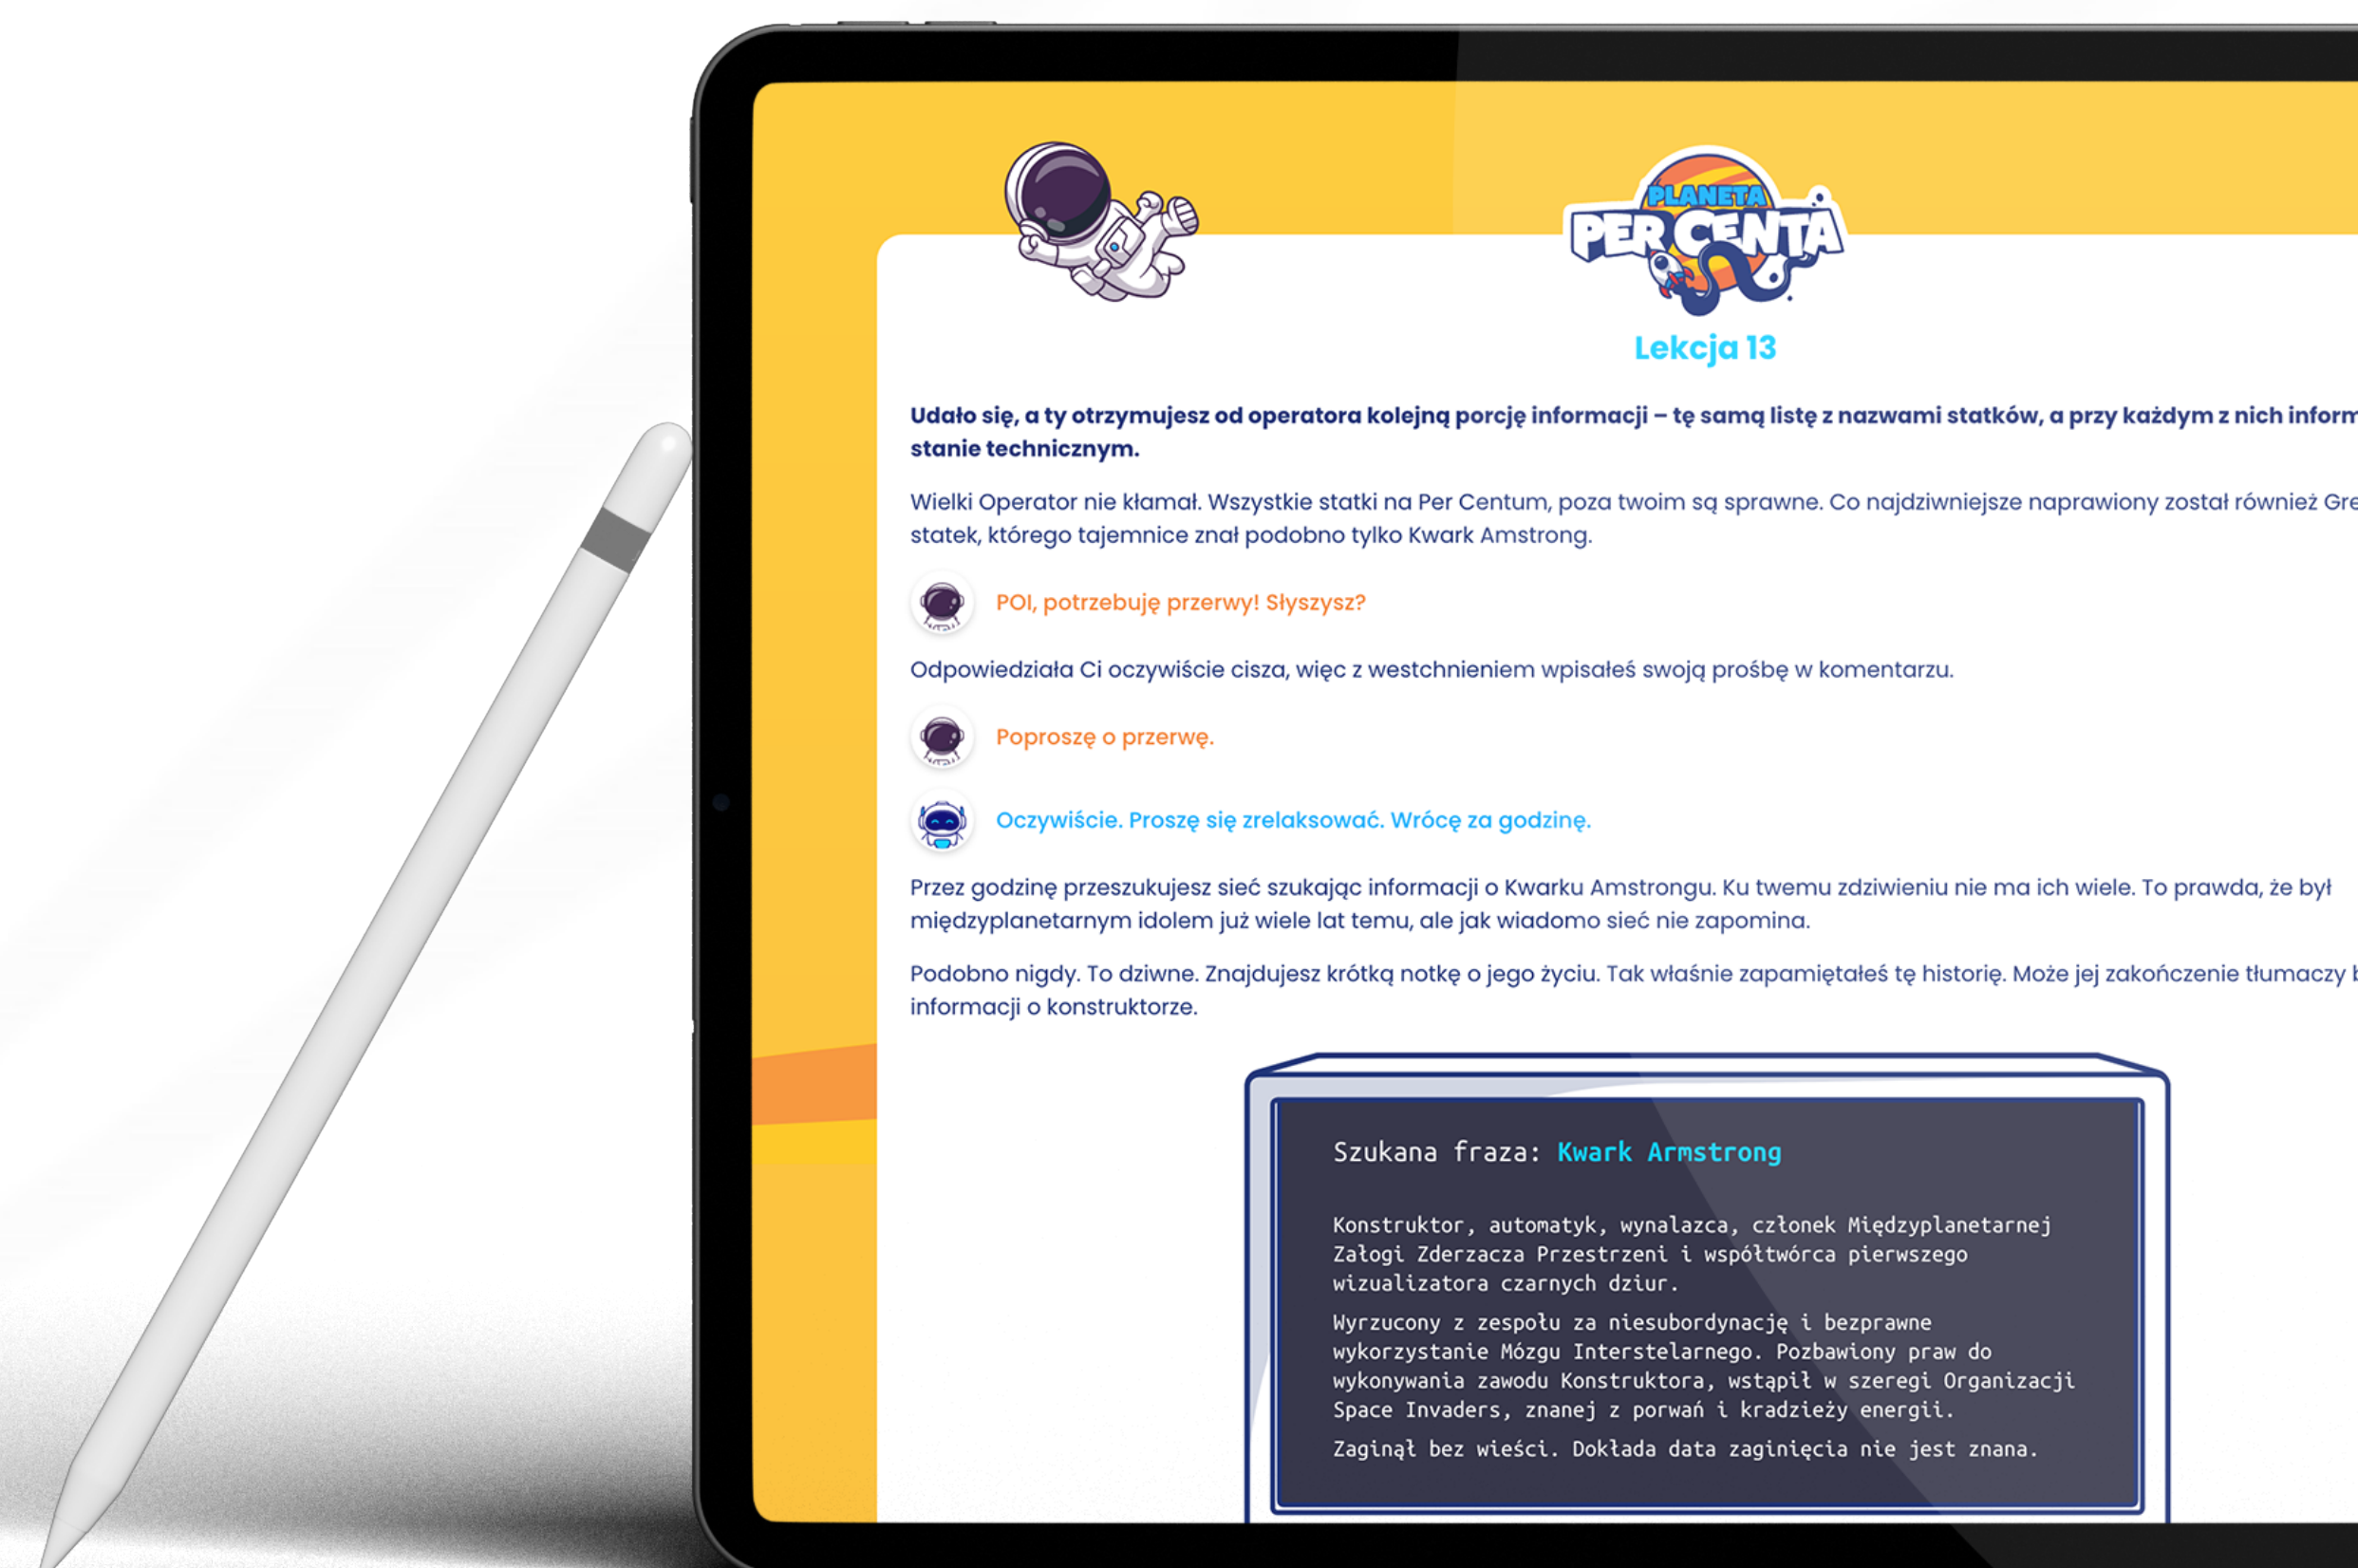 PLANETA
PER CENTA
Lekcja 13
Udało się, a ty otrzymujesz od operatora kolejną porcję informacji – tę samą listę z nazwami statków, a przy każdym z nich
stanie technicznym.
Wielki Operator nie kłamał. Wszystkie statki na Per Centum, poza twoim są sprawne. Co najdziwniejsze naprawiony został również
statek, którego tajemnice znał podobno tylko Kwark Amstrong.
POI, potrzebuję przerwy! Słyszysz?
Odpowiedziała Ci oczywiście cisza, więc z westchnieniem wpisałeś swoją prośbę w komentarzu.
Poproszę o przerwę.
Oczywiście. Proszę się zrelaksować. Wrócę za godzinę.
Przez godzinę przeszukujesz sieć szukając informacji o Kwarku Amstrongu. Ku twemu zdziwieniu nie ma ich wiele. To prawda, że był
międzyplanetarnym idolem już wiele lat temu, ale jak wiadomo sieć nie zapomina.
Podobno nigdy. To dziwne. Znajdujesz krótką notkę o jego życiu. Tak właśnie zapamiętałeś tę historię. Może jej zakończenie tłumaczy
informacji o konstruktorze.
Szukana fraza: Kwark Armstrong
Konstruktor, automatyk, wynalazca, członek Międzyplanetarnej
Załogi Zderzacza Przestrzeni i współtwórca pierwszego
wizualizatora czarnych dziur.
Wyrzucony z zespołu za niesubordynację i bezprawne
wykorzystanie Mózgu Interstelarnego. Pozbawiony praw do
wykonywania zawodu Konstruktora, wstąpił w szeregi Organizacji
Space Invaders, znanej z porwań i kradzieży energii.
Zaginął bez wieści. Dokłada data zaginięcia nie jest znana.